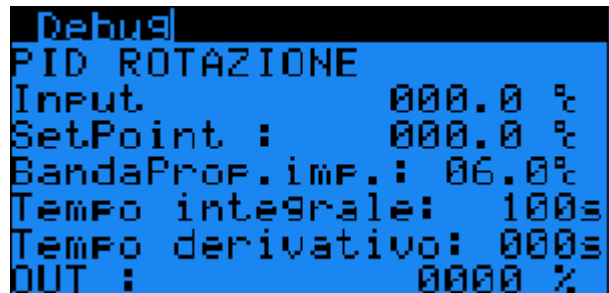 Debug
PID ROTAZIONE
Input 000.0 °c
SetPoint : 000.0 °c
BandaProp.imp.: 06.0°c
Tempo integrale: 100s
Tempo derivativo: 000s
OUT : 0000 %